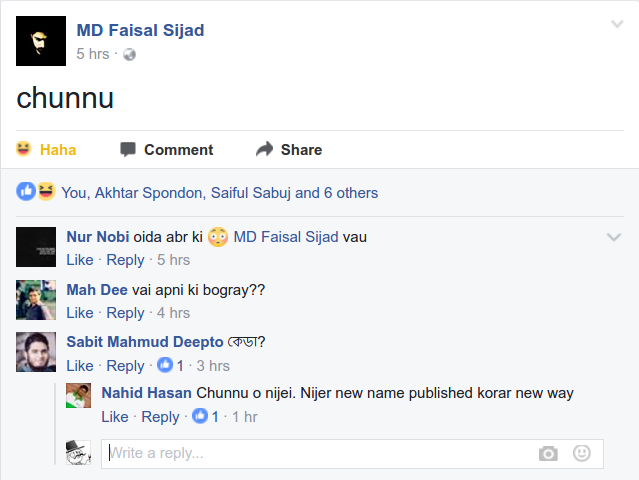 MD Faisal Sijad
5 hrs ·
chunnu
Haha Comment Share
You, Akhtar Spondon, Saiful Sabuj and 6 others
Nur Nobi oida abr ki 😳 MD Faisal Sijad vau
Like · Reply · 5 hrs
Mah Dee vai apni ki bogray??
Like · Reply · 4 hrs
Sabit Mahmud Deepto কেডা?
Like · Reply · 1 · 3 hrs
Nahid Hasan Chunnu o nijei. Nijer new name published korar new way
Like · Reply · 1 · 1 hr
Write a reply...